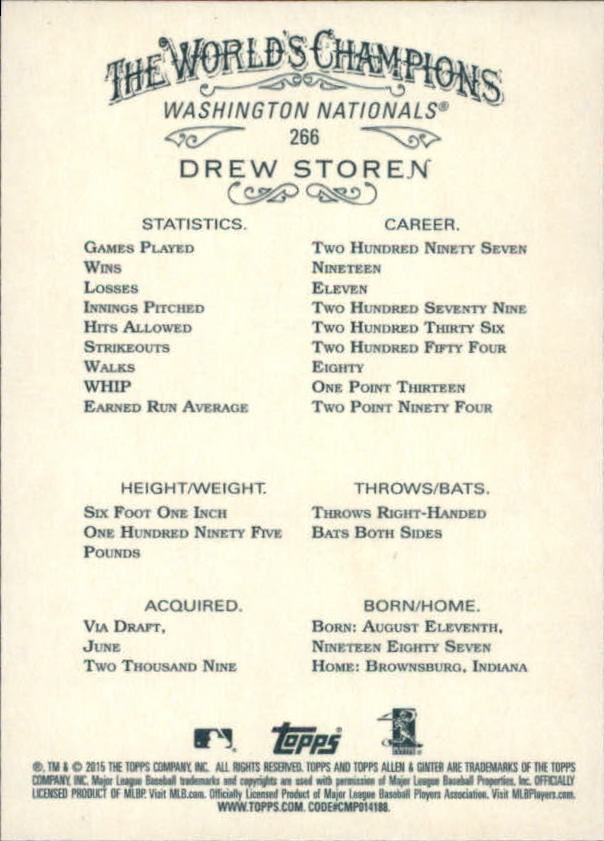 THE WORLD'S CHAMPIONS
WASHINGTON NATIONALS®
266
DREW STOREN
STATISTICS. CAREER.
GAMES PLAYED TWO HUNDRED NINETY SEVEN
WINS NINETEEN
LOSSES ELEVEN
INNINGS PITCHED TWO HUNDRED SEVENTY NINE
HITS ALLOWED TWO HUNDRED THIRTY SIX
STRIKEOUTS TWO HUNDRED FIFTY FOUR
WALKS EIGHTY
WHIP ONE POINT THIRTEEN
EARNED RUN AVERAGE TWO POINT NINETY FOUR
HEIGHT/WEIGHT. THROWS/BATS.
SIX FOOT ONE INCH THROWS RIGHT-HANDED
ONE HUNDRED NINETY FIVE BATS BOTH SIDES
POUNDS
ACQUIRED. BORN/HOME.
VIA DRAFT, BORN: AUGUST ELEVENTH,
JUNE NINETEEN EIGHTY SEVEN
TWO THOUSAND NINE HOME: BROWNSBURG, INDIANA
Topps®
®, TM & © 2015 THE TOPPS COMPANY, INC. ALL RIGHTS RESERVED. TOPPS AND TOPPS ALLEN & GINTER ARE TRADEMARKS OF THE TOPPS
COMPANY, INC. Major League Baseball trademarks and copyrights are used with permission of Major League Baseball Properties, Inc. OFFICIALLY
LICENSED PRODUCT OF MLBP. Visit MLB.com. Officially Licensed Product of Major League Baseball Players Association. Visit MLBPlayers.com.
WWW.TOPPS.COM. CODE#CMP014188.